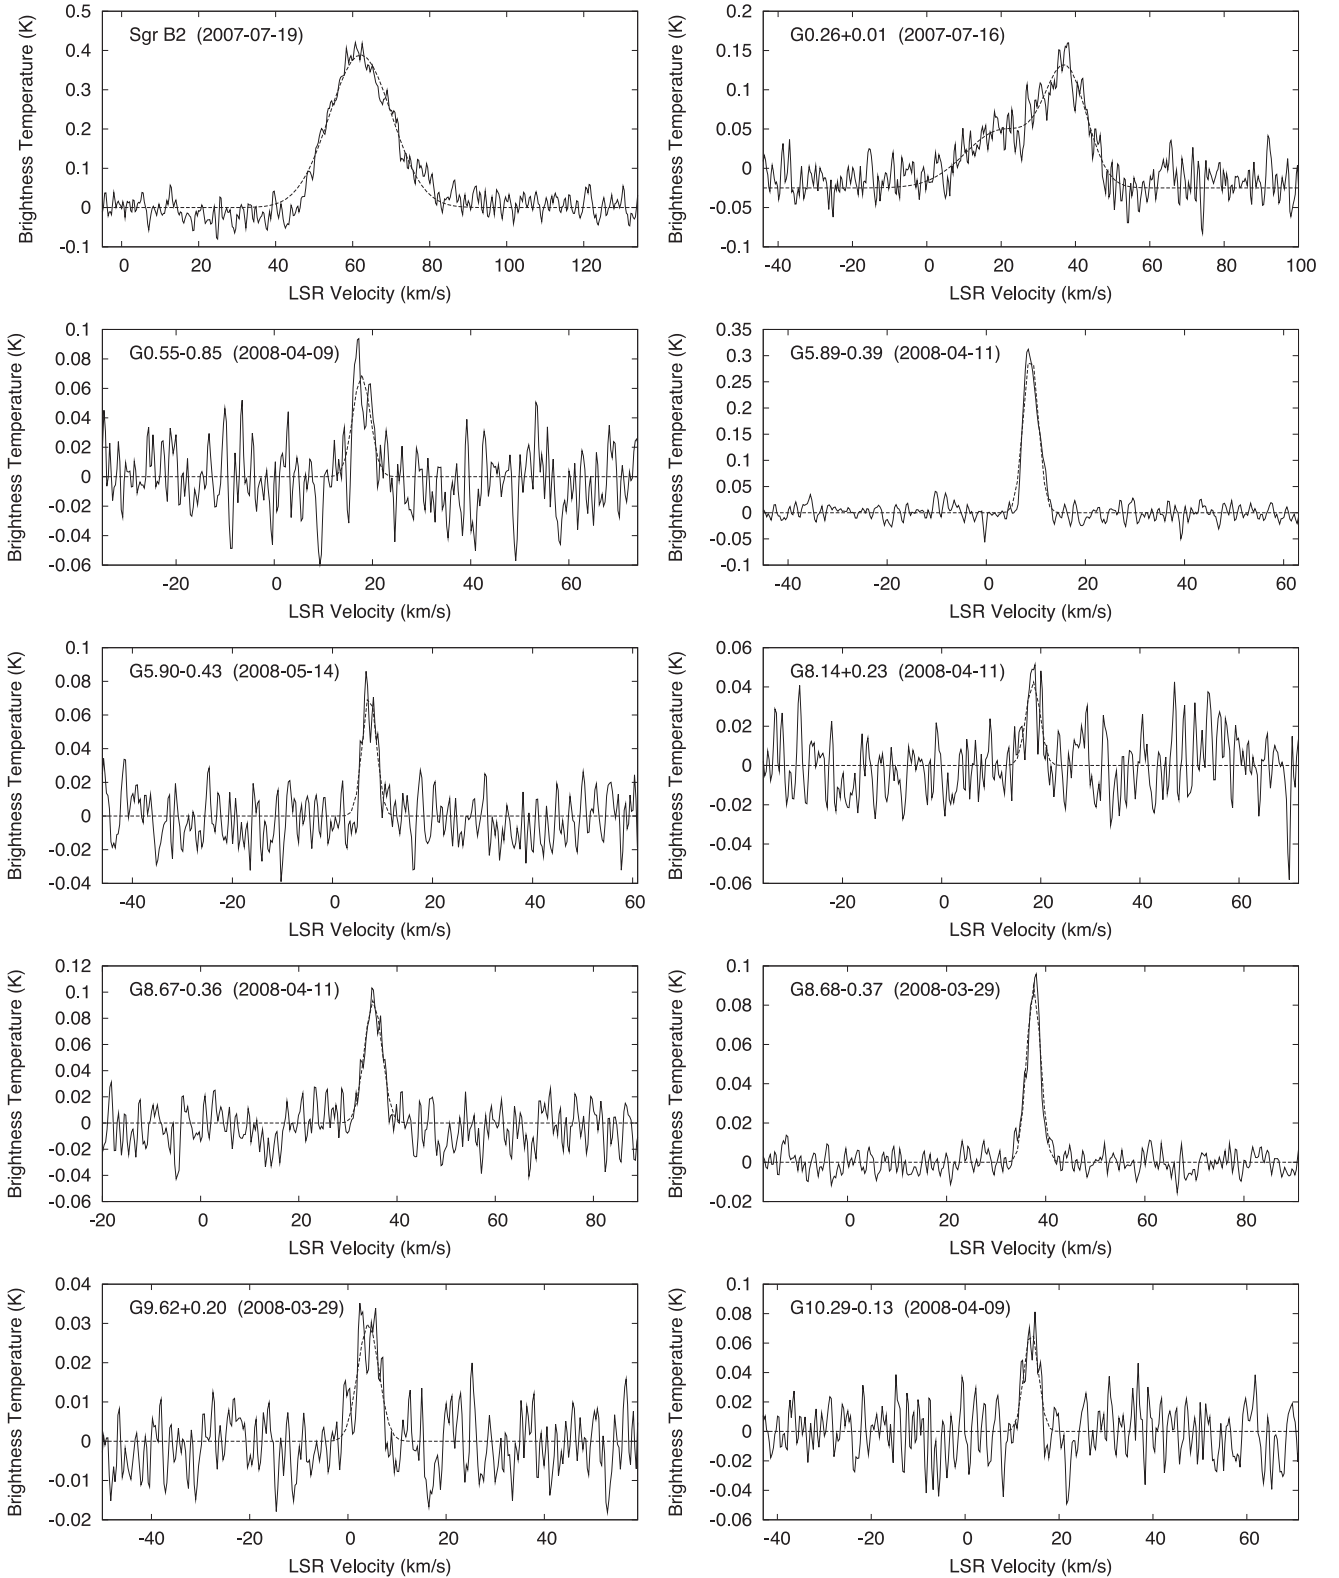 Brightness Temperature (K)
0.5
0.4
0.3
0.2
0.1
0
-0.1
Sgr B2 (2007-07-19)
0 20 40 60 80 100 120
LSR Velocity (km/s)
Brightness Temperature (K)
0.2
0.15
0.1
0.05
0
-0.05
-0.1
G0.26+0.01 (2007-07-16)
-40 -20 0 20 40 60 80 100
LSR Velocity (km/s)
Brightness Temperature (K)
0.1
0.08
0.06
0.04
0.02
0
-0.02
-0.04
-0.06
G0.55-0.85 (2008-04-09)
-20 0 20 40 60
LSR Velocity (km/s)
Brightness Temperature (K)
0.35
0.3
0.25
0.2
0.15
0.1
0.05
0
-0.05
-0.1
G5.89-0.39 (2008-04-11)
-40 -20 0 20 40 60
LSR Velocity (km/s)
Brightness Temperature (K)
0.1
0.08
0.06
0.04
0.02
0
-0.02
-0.04
G5.90-0.43 (2008-05-14)
-40 -20 0 20 40 60
LSR Velocity (km/s)
Brightness Temperature (K)
0.06
0.04
0.02
0
-0.02
-0.04
-0.06
G8.14+0.23 (2008-04-11)
-20 0 20 40 60
LSR Velocity (km/s)
Brightness Temperature (K)
0.12
0.1
0.08
0.06
0.04
0.02
0
-0.02
-0.04
-0.06
G8.67-0.36 (2008-04-11)
-20 0 20 40 60 80
LSR Velocity (km/s)
Brightness Temperature (K)
0.1
0.08
0.06
0.04
0.02
0
-0.02
G8.68-0.37 (2008-03-29)
0 20 40 60 80
LSR Velocity (km/s)
Brightness Temperature (K)
0.04
0.03
0.02
0.01
0
-0.01
-0.02
G9.62+0.20 (2008-03-29)
-40 -20 0 20 40
LSR Velocity (km/s)
Brightness Temperature (K)
0.1
0.08
0.06
0.04
0.02
0
-0.02
-0.04
-0.06
G10.29-0.13 (2008-04-09)
-40 -20 0 20 40 60
LSR Velocity (km/s)